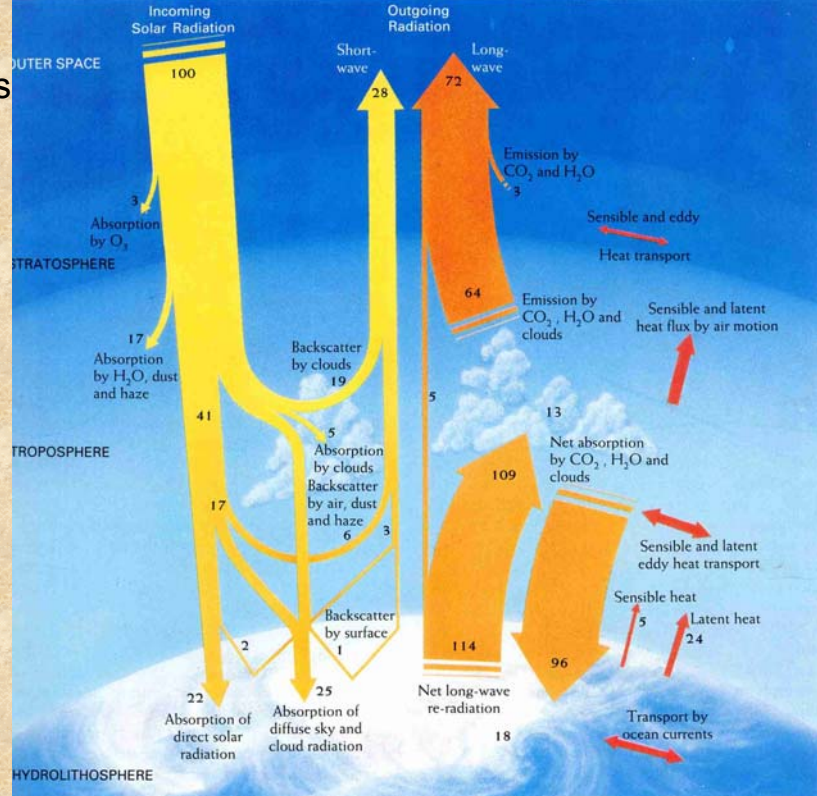 Incoming
Solar Radiation
Outgoing
Radiation
Short-
wave
Long-
wave
OUTER SPACE
s
100
28
72
Emission by
CO₂ and H₂O
3
3
Absorption
by O₃
Sensible and eddy
Heat transport
STRATOSPHERE
64
Emission by
CO₂, H₂O and
clouds
Sensible and latent
heat flux by air motion
17
Absorption
by H₂O, dust
and haze
Backscatter
by clouds
19
5
13
41
5
Absorption
by clouds
Net absorption
by CO₂, H₂O and
clouds
TROPOSPHERE
109
Backscatter
by air, dust
and haze
17
6
3
Sensible and latent
eddy heat transport
Sensible heat
5
Latent heat
24
Backscatter
by surface
1
2
114
96
22
Absorption of
direct solar
radiation
25
Absorption of
diffuse sky and
cloud radiation
Net long-wave
re-radiation
18
Transport by
ocean currents
HYDROLITHOSPHERE